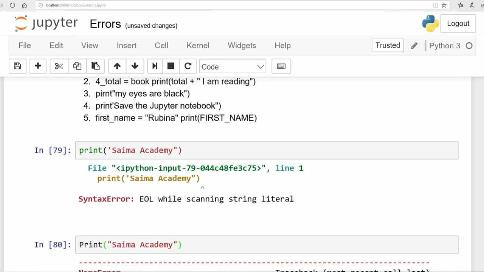 jupyter Errors (unsaved changes)
Logout
File Edit View Insert Cell Kernel Widgets Help
Trusted Python 3
Code
2. 4_total = book print(total + " I am reading")
3. pirnt("my eyes are black")
4. print'Save the Jupyter notebook")
5. first_name = "Rubina" print(FIRST_NAME)
In [79]: print('Saima Academy")
File "<ipython-input-79-044c48fe3c75>", line 1
print('Saima Academy")
^
SyntaxError: EOL while scanning string literal
In [80]: Print("Saima Academy")